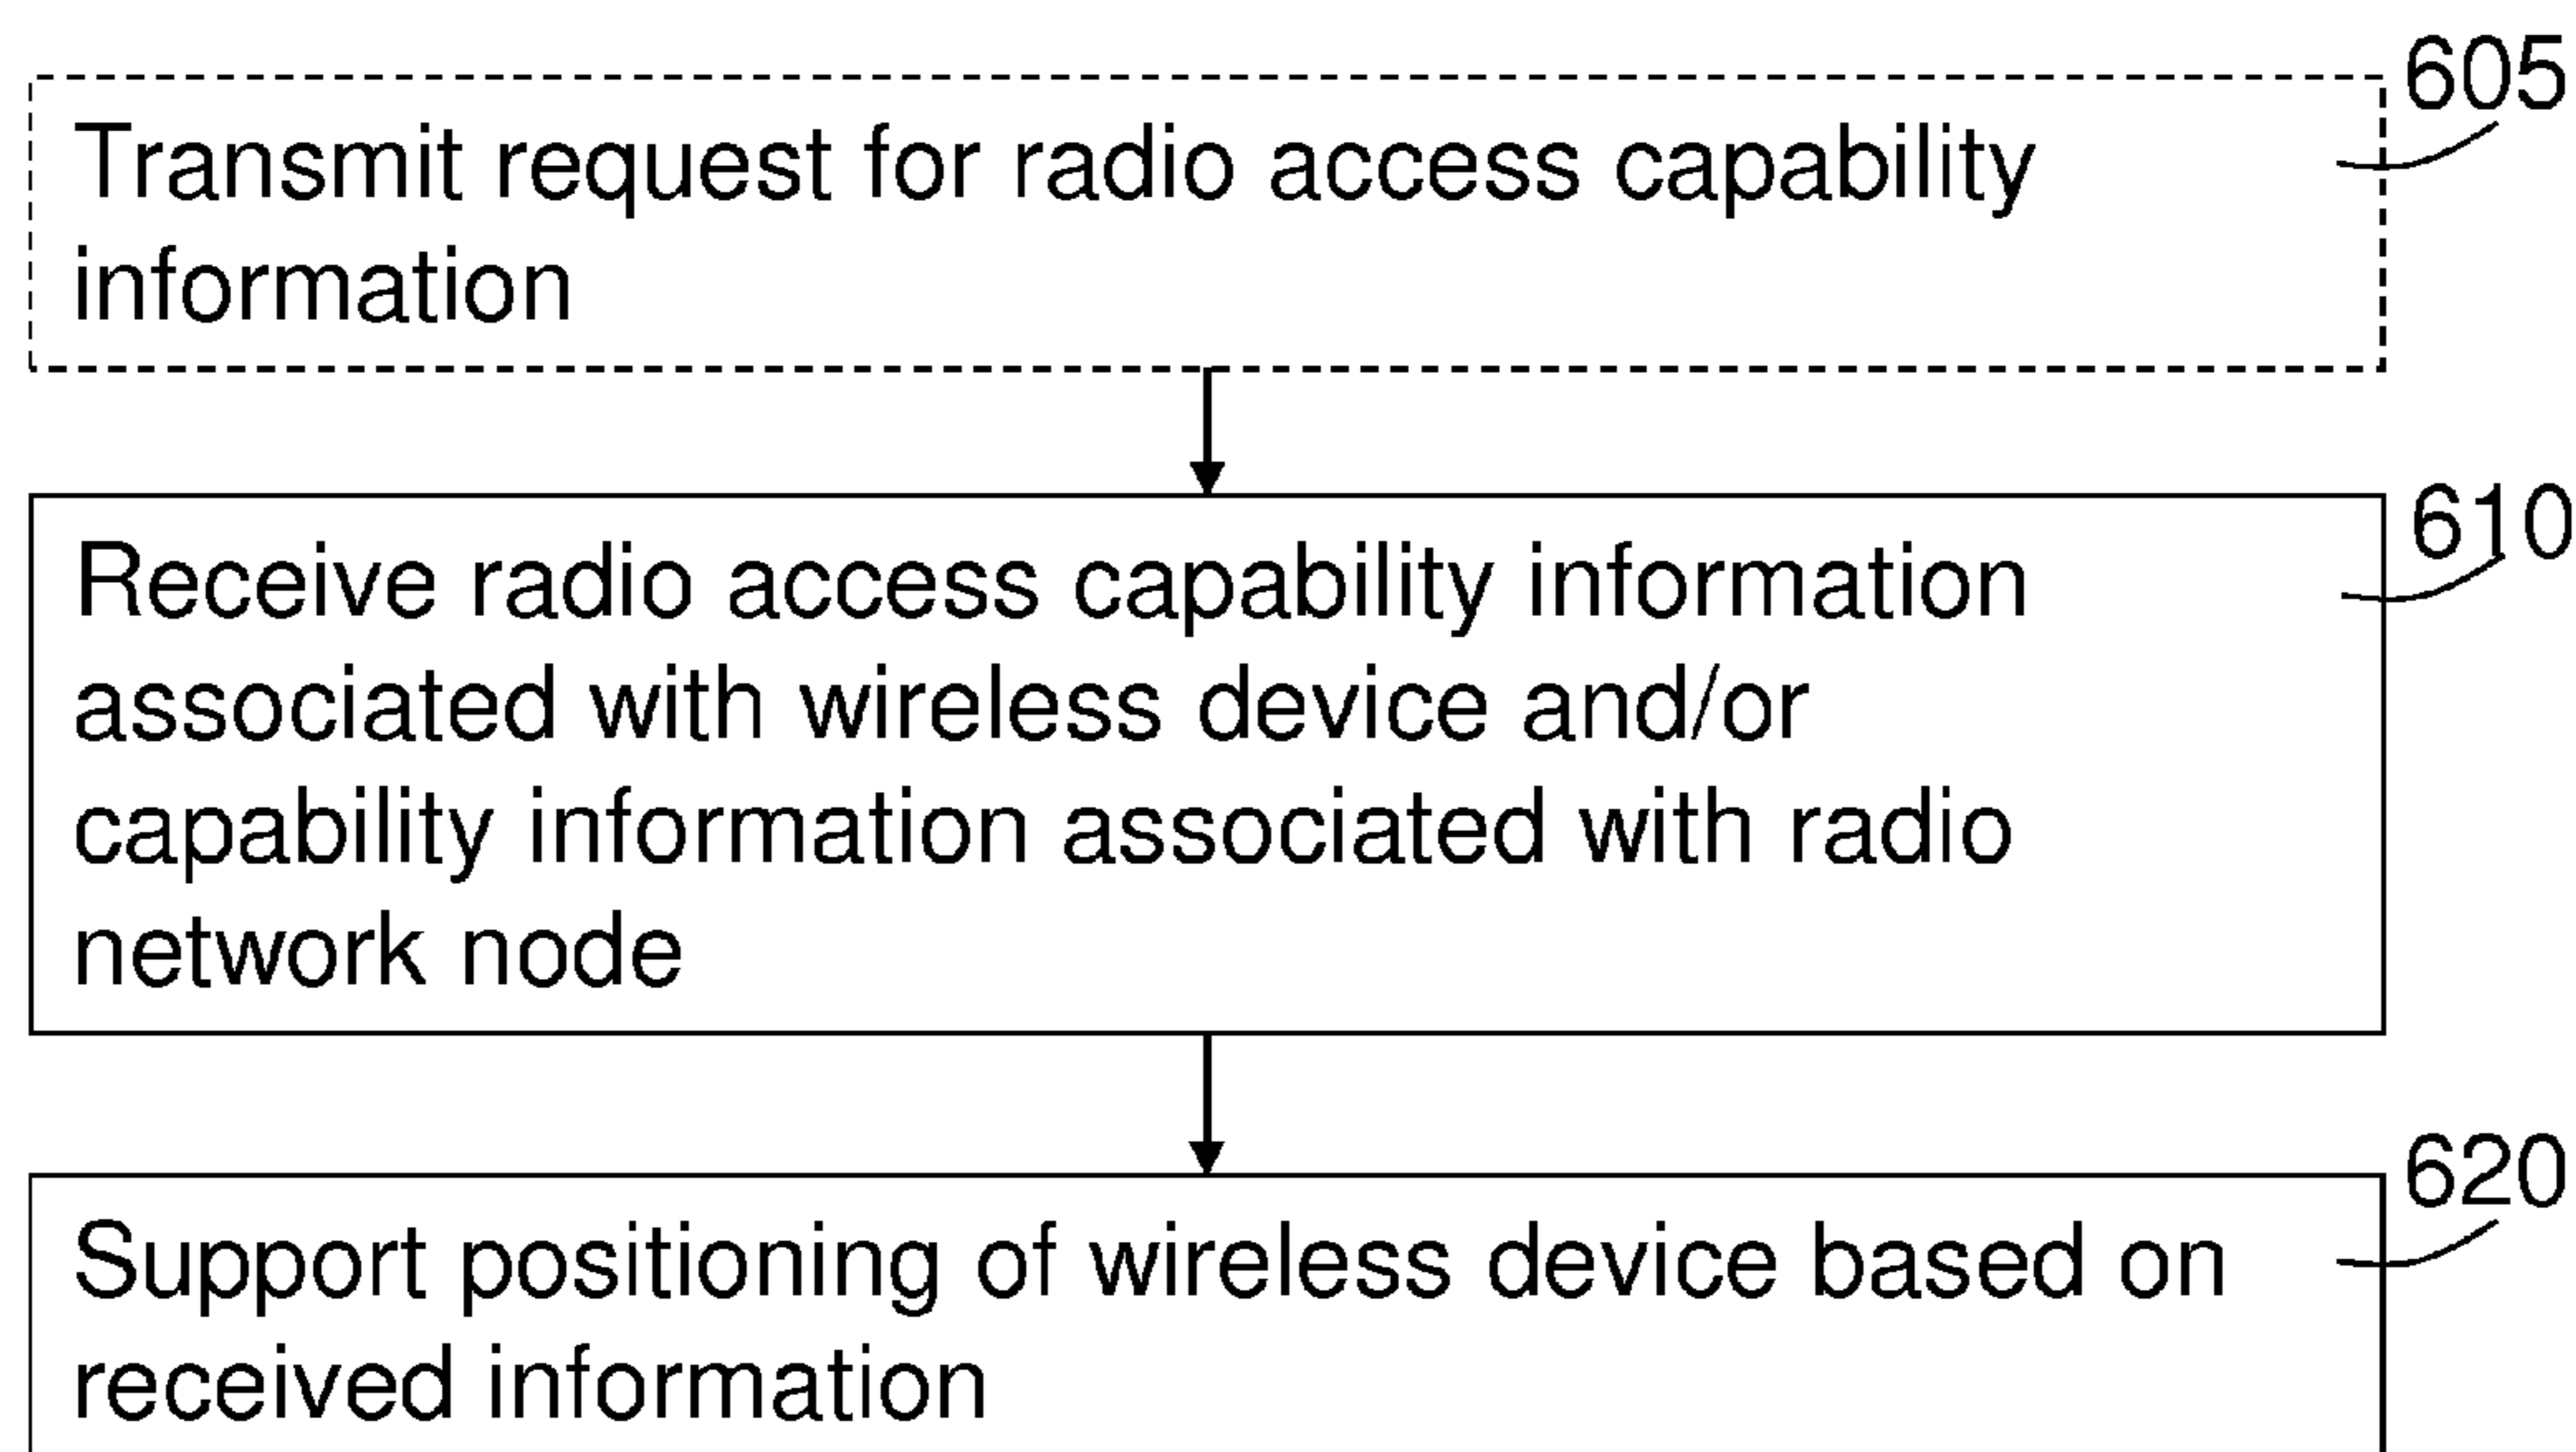 605
Transmit request for radio access capability
information
610
Receive radio access capability information
associated with wireless device and/or
capability information associated with radio
network node
620
Support positioning of wireless device based on
received information